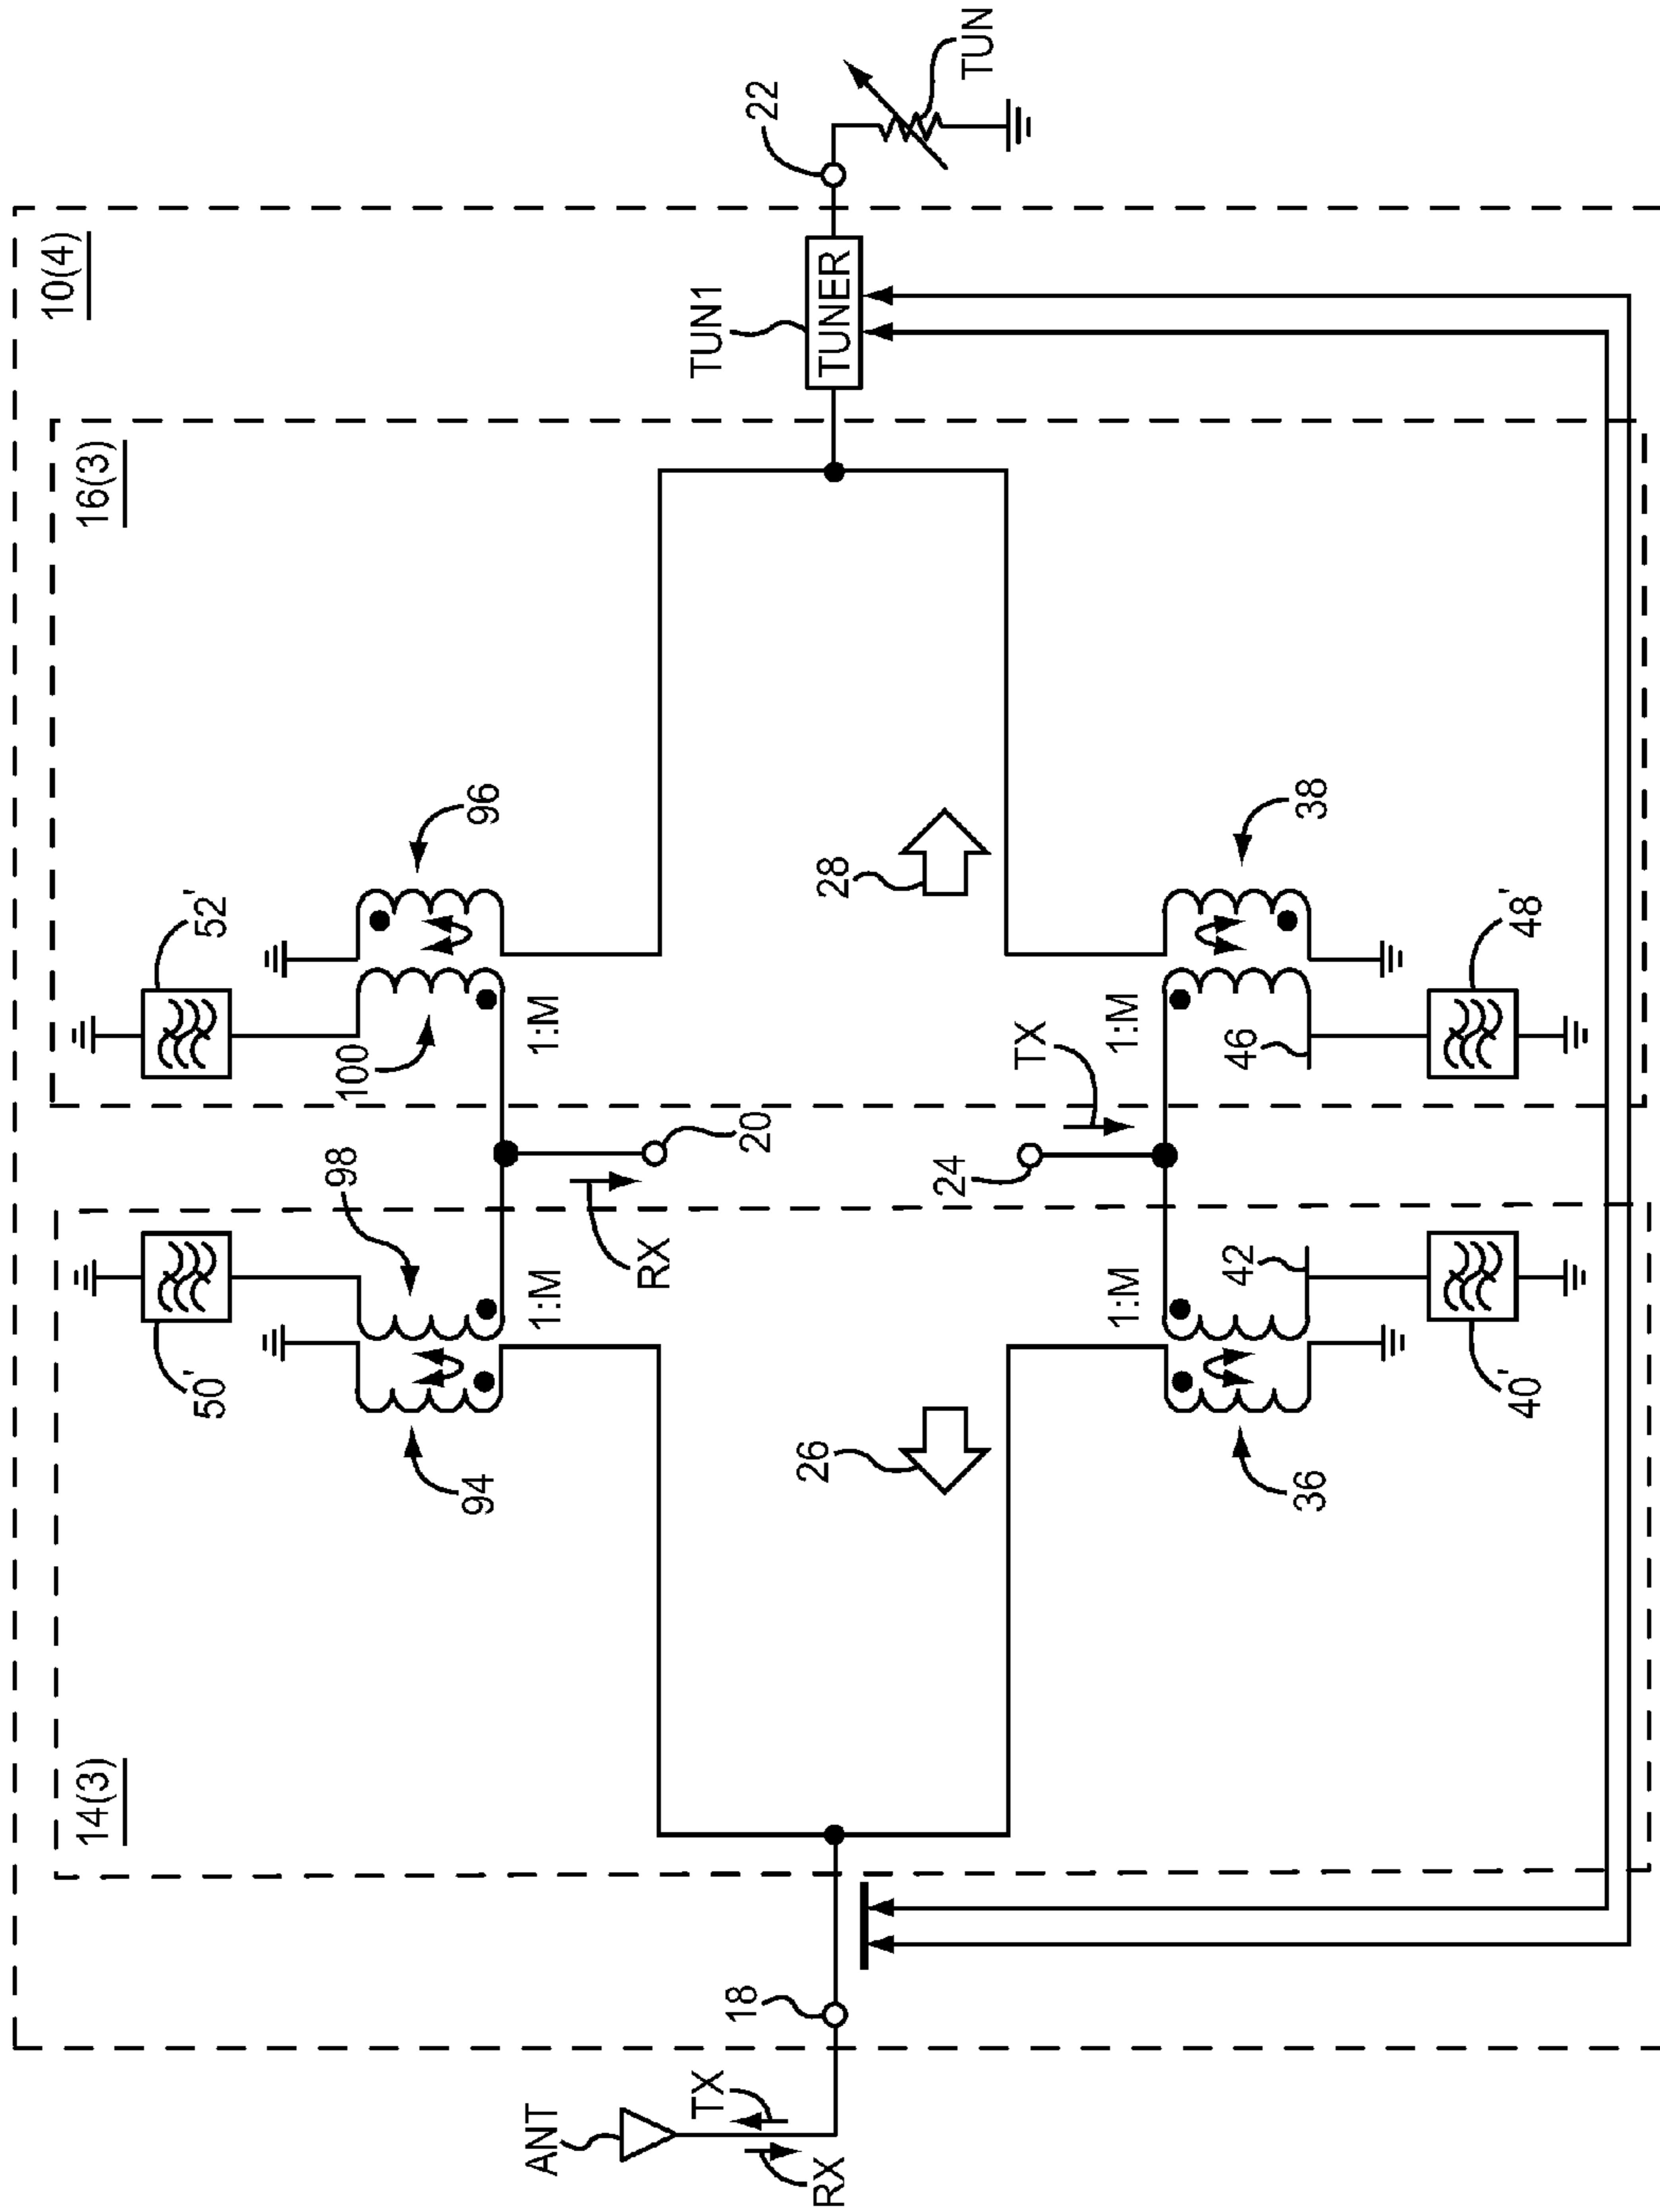 10(4)
14(3)
16(3)
50'
52'
98
100
94
96
1:M
1:M
20
RX
ANT
TX
RX
18
TUN1
TUNER
22
TUN
26
28
24
TX
1:M
1:M
42
46
36
38
40'
48'